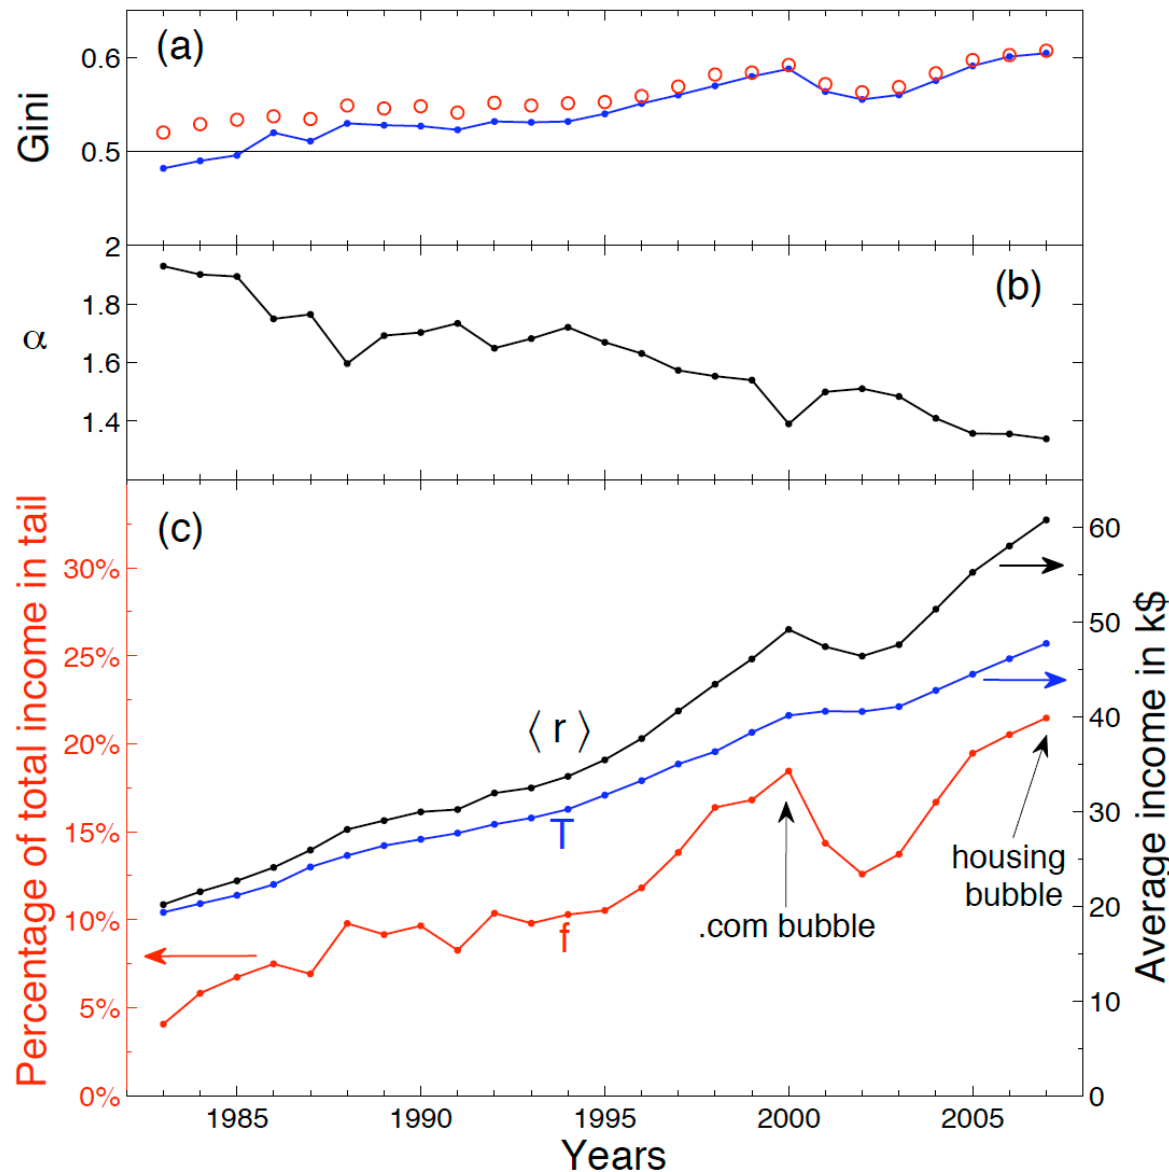 (a)
Gini
0.6
0.5
(b)
α
2
1.8
1.6
1.4
(c)
Percentage of total income in tail
30%
25%
20%
15%
10%
5%
0%
Average income in k$
60
50
40
30
20
10
0
⟨ r ⟩
T
f
.com bubble
housing
bubble
1985
1990
1995
2000
2005
Years